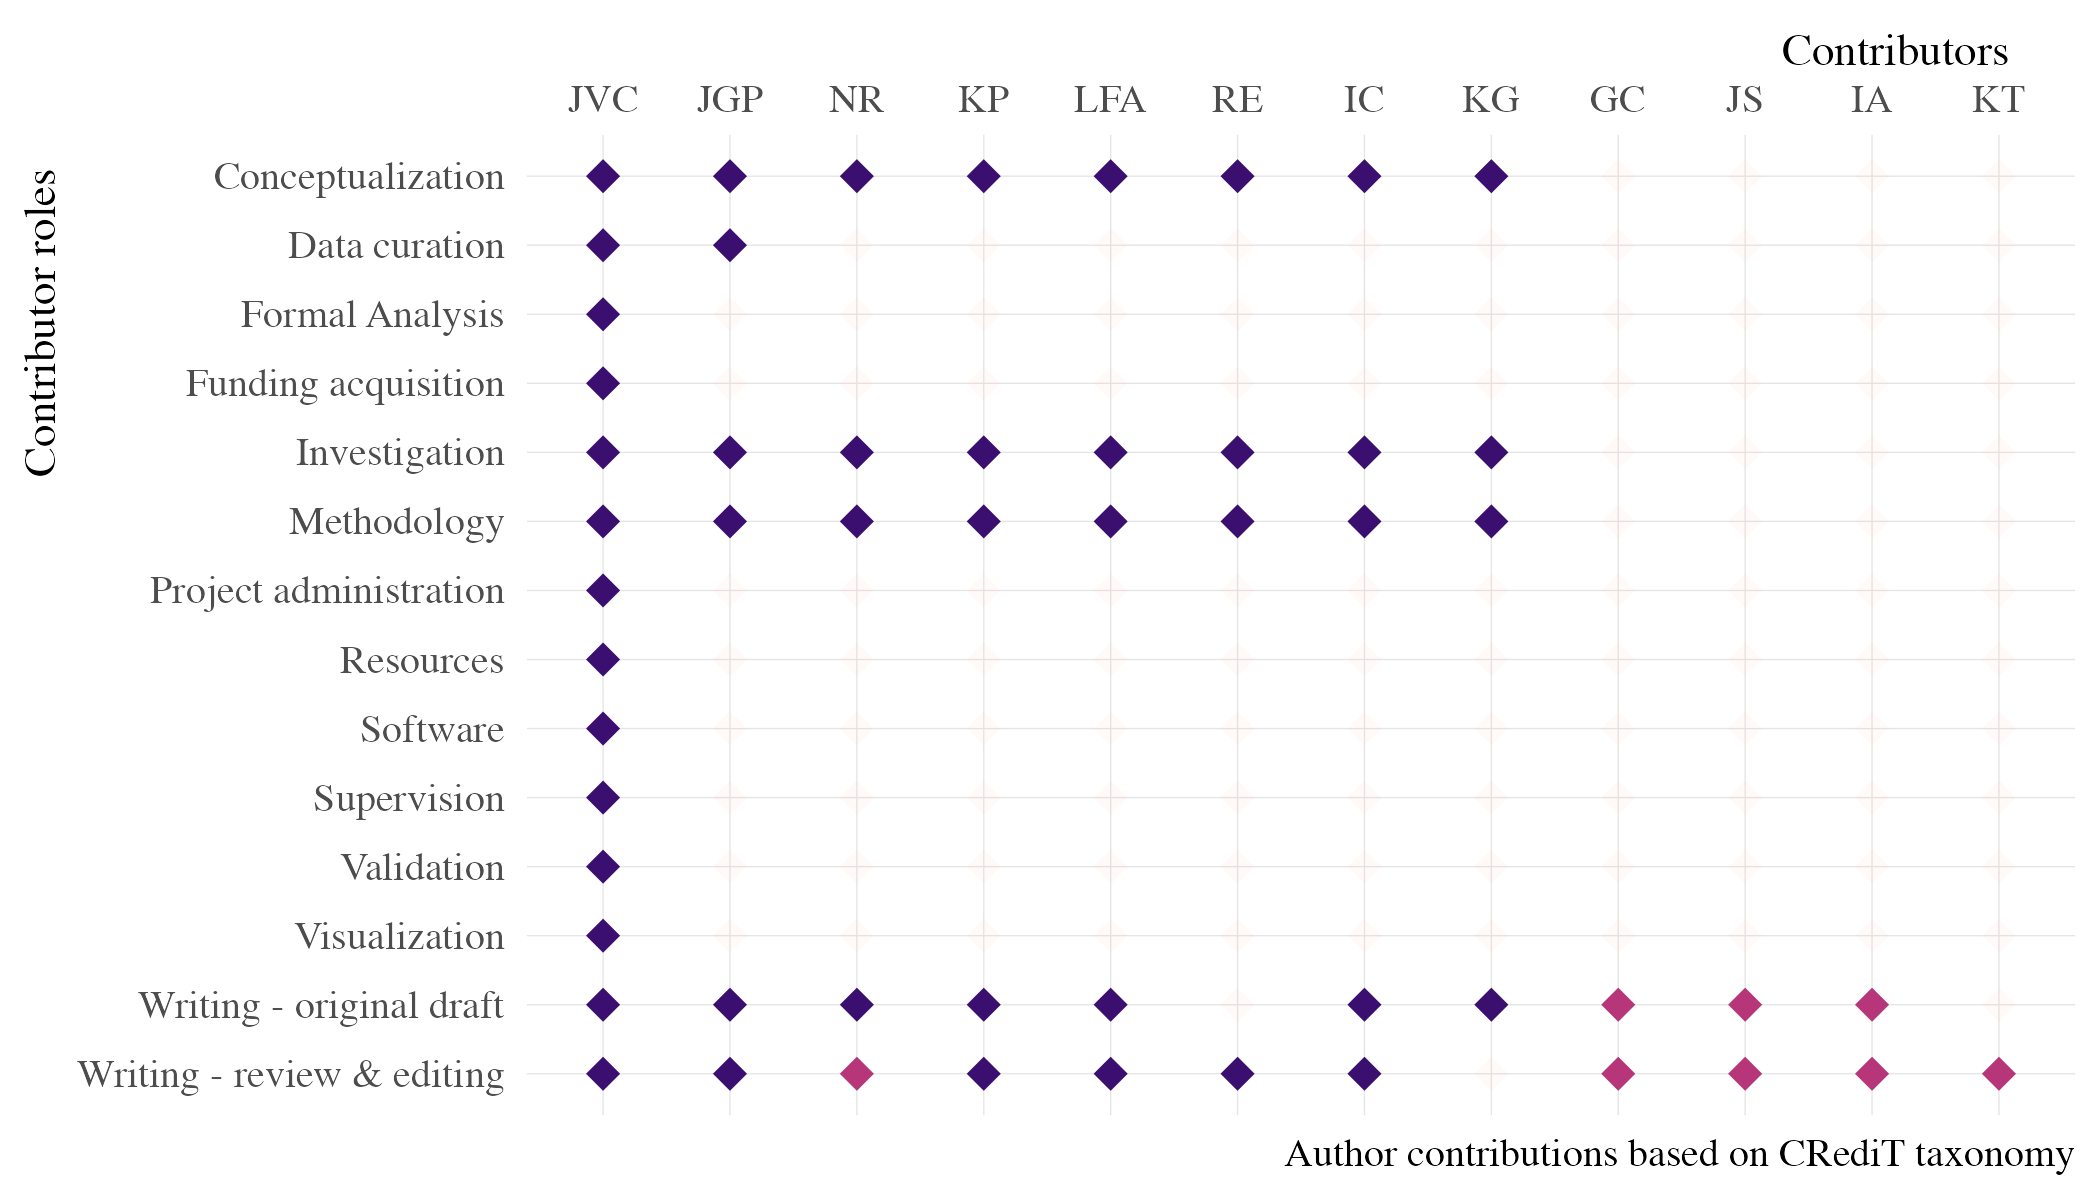 Contributors
JVC JGP NR KP LFA RE IC KG GC JS IA KT
Contributor roles
Conceptualization
Data curation
Formal Analysis
Funding acquisition
Investigation
Methodology
Project administration
Resources
Software
Supervision
Validation
Visualization
Writing - original draft
Writing - review & editing
Author contributions based on CRediT taxonomy